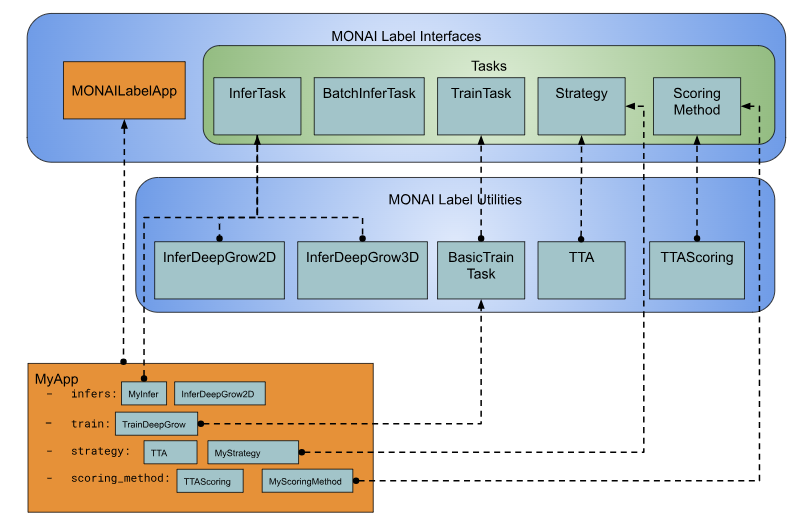 MONAI Label Interfaces
MONAILabelApp
Tasks
InferTask
BatchInferTask
TrainTask
Strategy
Scoring
Method
MONAI Label Utilities
InferDeepGrow2D
InferDeepGrow3D
BasicTrain
Task
TTA
TTAScoring
MyApp
- infers: MyInfer InferDeepGrow2D
- train: TrainDeepGrow
- strategy: TTA MyStrategy
- scoring_method: TTAScoring MyScoringMethod